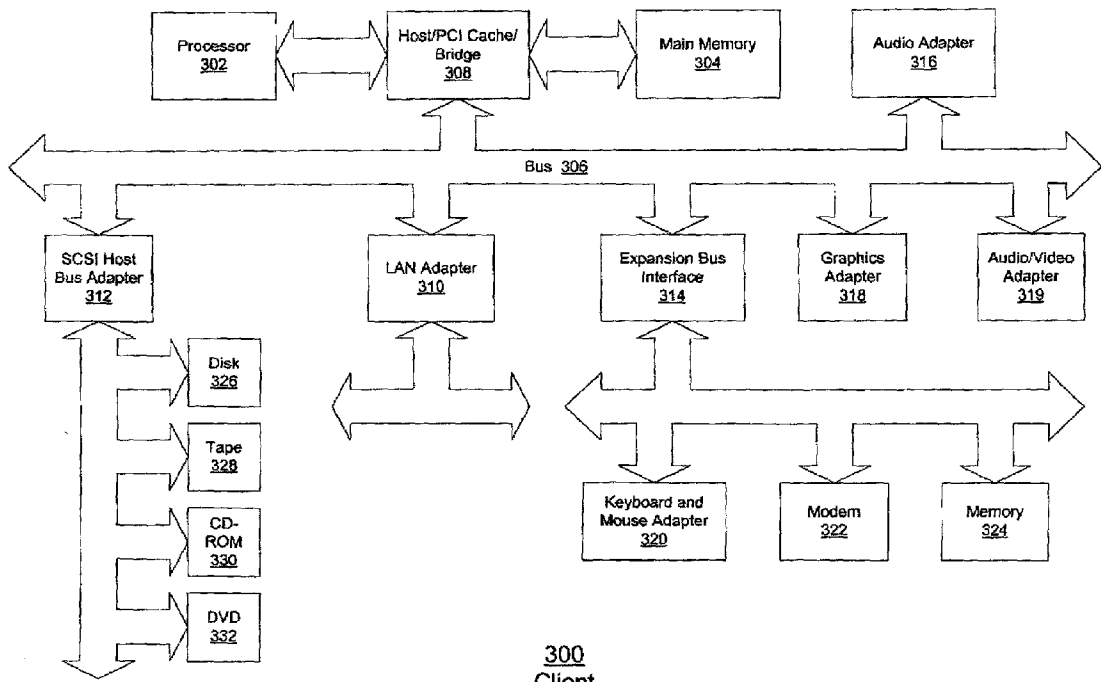 Processor
302
Host/PCI Cache/
Bridge
308
Main Memory
304
Audio Adapter
316
Bus 306
SCSI Host
Bus Adapter
312
LAN Adapter
310
Expansion Bus
Interface
314
Graphics
Adapter
318
Audio/Video
Adapter
319
Disk
326
Tape
328
CD-
ROM
330
DVD
332
Keyboard and
Mouse Adapter
320
Modem
322
Memory
324
300
Client